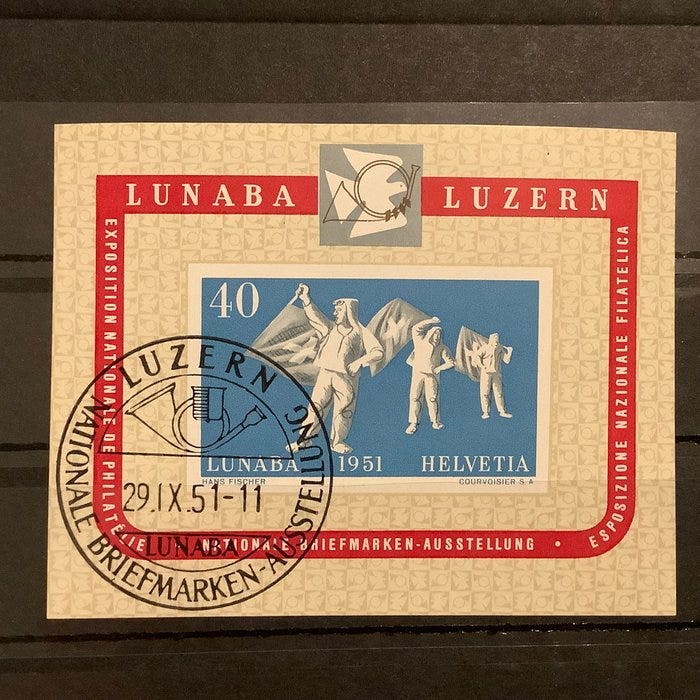 LUNABA LUZERN
EXPOSITION NATIONALE DE PHILATÉLIE
40
LUNABA 1951 HELVETIA
HANS FISCHER COURVOISIER S.A
NATIONALE BRIEFMARKEN-AUSSTELLUNG •
ESPOSIZIONE NAZIONALE FILATELICA
LUZERN
29.IX.51-11
LUNABA
NATIONALE BRIEFMARKEN-AUSSTELLUNG